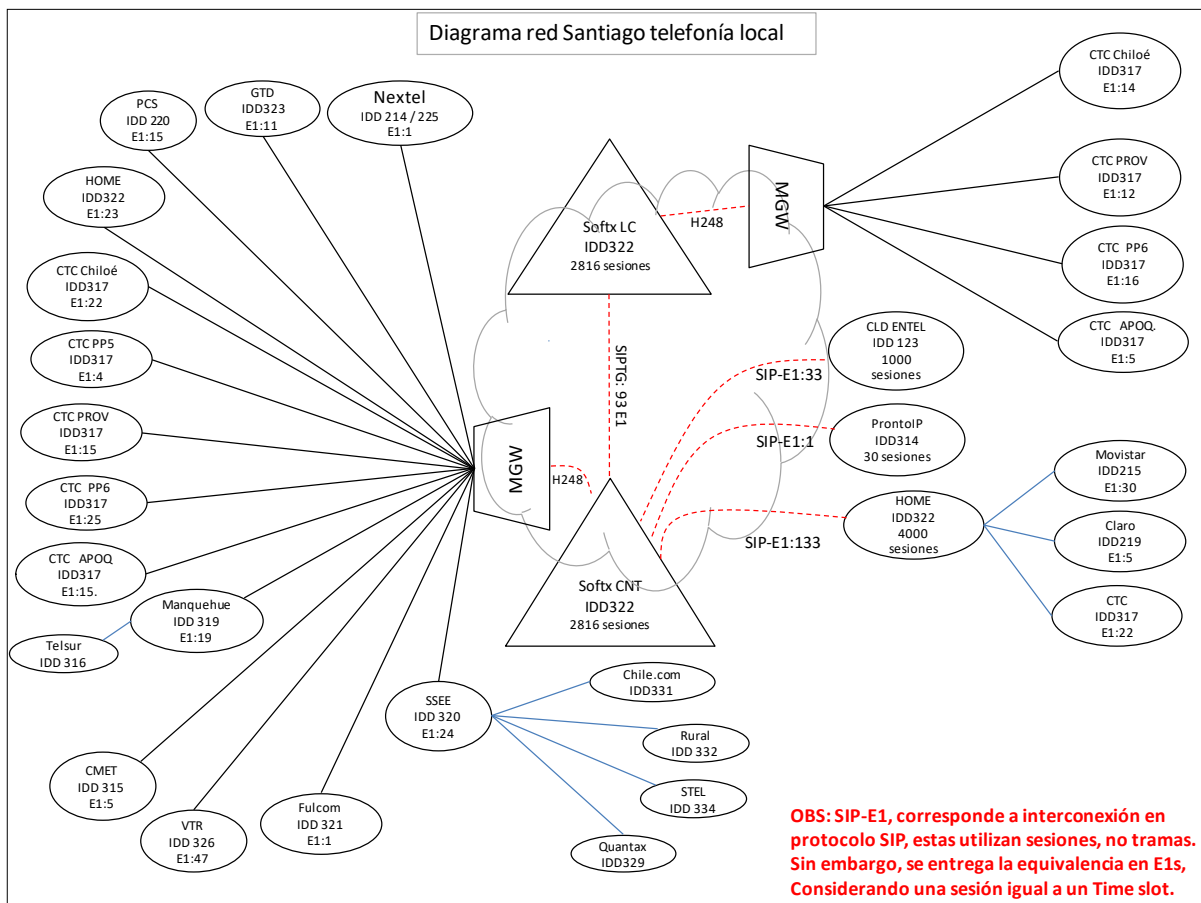 Diagrama red Santiago telefonía local
PCS
IDD 220
E1:15
GTD
IDD323
E1:11
Nextel
IDD 214 / 225
E1:1
HOME
IDD322
E1:23
CTC Chiloé
IDD317
E1:22
CTC PP5
IDD317
E1:4
CTC PROV
IDD317
E1:15
CTC PP6
IDD317
E1:25
CTC APOQ
IDD317
E1:15.
Manquehue
IDD 319
E1:19
Telsur
IDD 316
CMET
IDD 315
E1:5
VTR
IDD 326
E1:47
Fulcom
IDD 321
E1:1
SSEE
IDD 320
E1:24
Chile.com
IDD331
Rural
IDD 332
STEL
IDD 334
Quantax
IDD329
MGW
H248
Softx LC
IDD322
2816 sesiones
H248
MGW
SIPTG: 93 E1
Softx CNT
IDD322
2816 sesiones
SIP-E1:33
SIP-E1:1
SIP-E1:133
CTC Chiloé
IDD317
E1:14
CTC PROV
IDD317
E1:12
CTC PP6
IDD317
E1:16
CTC APOQ.
IDD317
E1:5
CLD ENTEL
IDD 123
1000
sesiones
ProntoIP
IDD314
30 sesiones
HOME
IDD322
4000
sesiones
Movistar
IDD215
E1:30
Claro
IDD219
E1:5
CTC
IDD317
E1:22
OBS: SIP-E1, corresponde a interconexión en
protocolo SIP, estas utilizan sesiones, no tramas.
Sin embargo, se entrega la equivalencia en E1s,
Considerando una sesión igual a un Time slot.